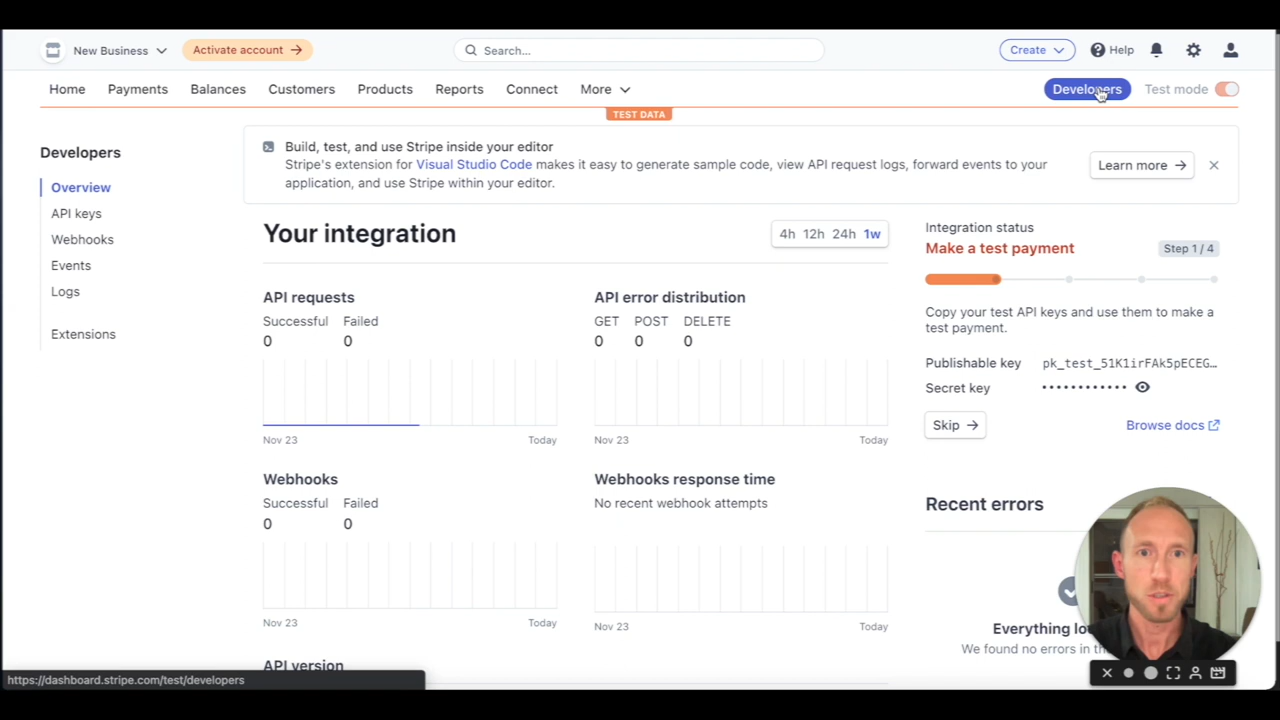 New Business
Activate account
Search...
Create
Help
Home
Payments
Balances
Customers
Products
Reports
Connect
More
Developers
Test mode
TEST DATA
Developers
Overview
API keys
Webhooks
Events
Logs
Extensions
Build, test, and use Stripe inside your editor
Stripe's extension for Visual Studio Code makes it easy to generate sample code, view API request logs, forward events to your
application, and use Stripe within your editor.
Learn more
Your integration
4h 12h 24h 1w
API requests
Successful Failed
0 0
Nov 23 Today
API error distribution
GET POST DELETE
0 0 0
Nov 23 Today
Webhooks
Successful Failed
0 0
Nov 23 Today
Webhooks response time
No recent webhook attempts
Nov 23 Today
API version
Integration status
Make a test payment
Step 1 / 4
Copy your test API keys and use them to make a
test payment.
Publishable key pk_test_51K1irFAk5pECEG...
Secret key ••••••••••••
Skip
Browse docs
Recent errors
Everything lo
We found no errors in th
https://dashboard.stripe.com/test/developers